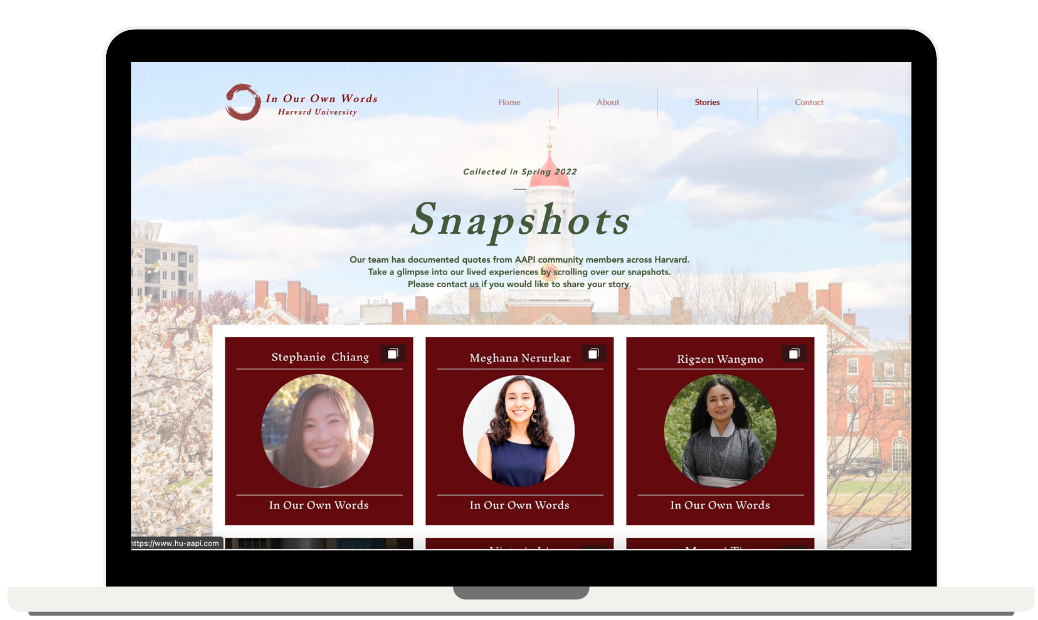 In Our Own Words
Harvard University
Home
About
Stories
Contact
Collected in Spring 2022
Snapshots
Our team has documented quotes from AAPI community members across Harvard.
Take a glimpse into our lived experiences by scrolling over our snapshots.
Please contact us if you would like to share your story.
Stephanie Chiang
Meghana Nerurkar
Rigzen Wangmo
In Our Own Words
In Our Own Words
In Our Own Words
https://www.hu-aapi.com